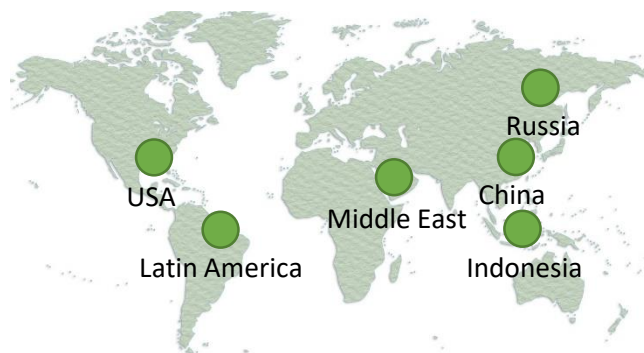 Russia
USA
China
Middle East
Latin America
Indonesia